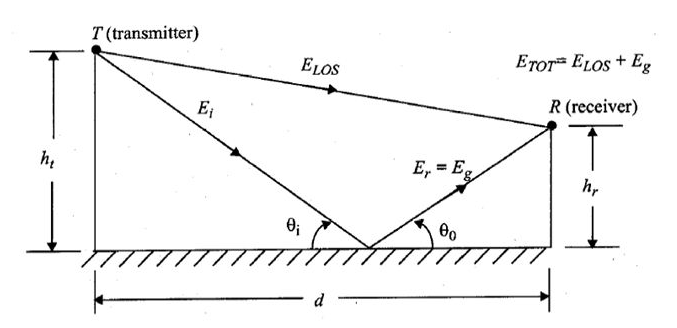 T (transmitter)
E_LOS
E_TOT= E_LOS + E_g
E_i
R (receiver)
h_t
E_r = E_g
h_r
θ_i
θ_0
d